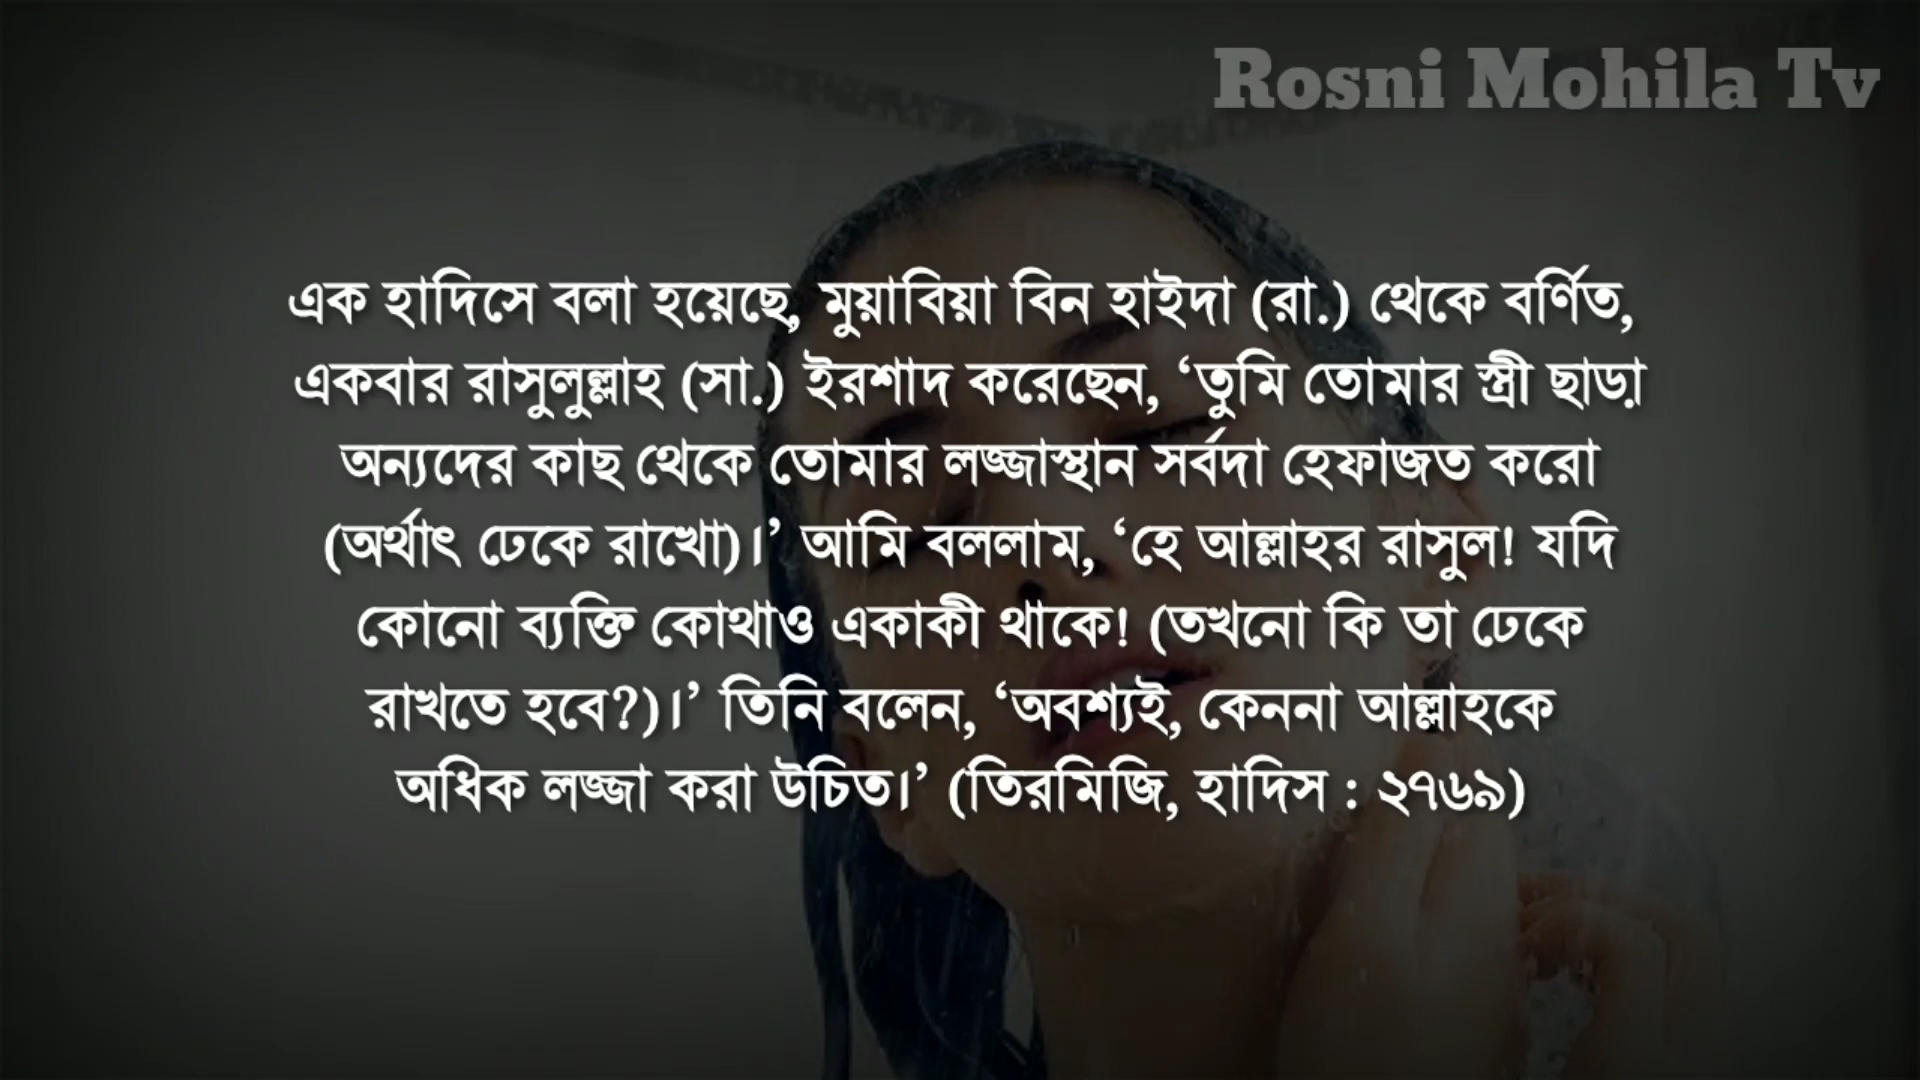 Rosni Mohila Tv
এক হাদিসে বলা হয়েছে, মুয়াবিয়া বিন হাইদা (রা.) থেকে বর্ণিত,
একবার রাসুলুল্লাহ (সা.) ইরশাদ করেছেন, ‘তুমি তোমার স্ত্রী ছাড়া
অন্যদের কাছ থেকে তোমার লজ্জাস্থান সর্বদা হেফাজত করো
(অর্থাৎ ঢেকে রাখো)।’ আমি বললাম, ‘হে আল্লাহর রাসুল! যদি
কোনো ব্যক্তি কোথাও একাকী থাকে! (তখনো কি তা ঢেকে
রাখতে হবে?)।’ তিনি বলেন, ‘অবশ্যই, কেননা আল্লাহকে
অধিক লজ্জা করা উচিত।’ (তিরমিজি, হাদিস : ২৭৬৯)